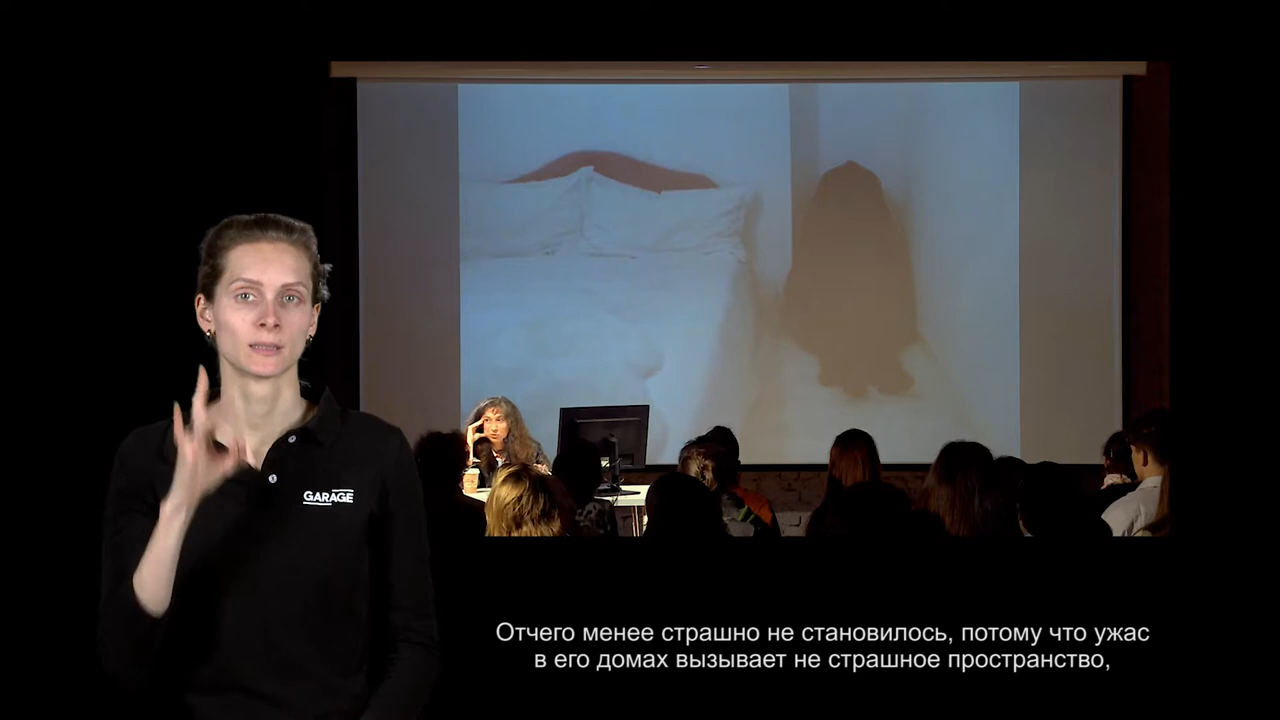 GARAGE
Отчего менее страшно не становилось, потому что ужас
в его домах вызывает не страшное пространство,